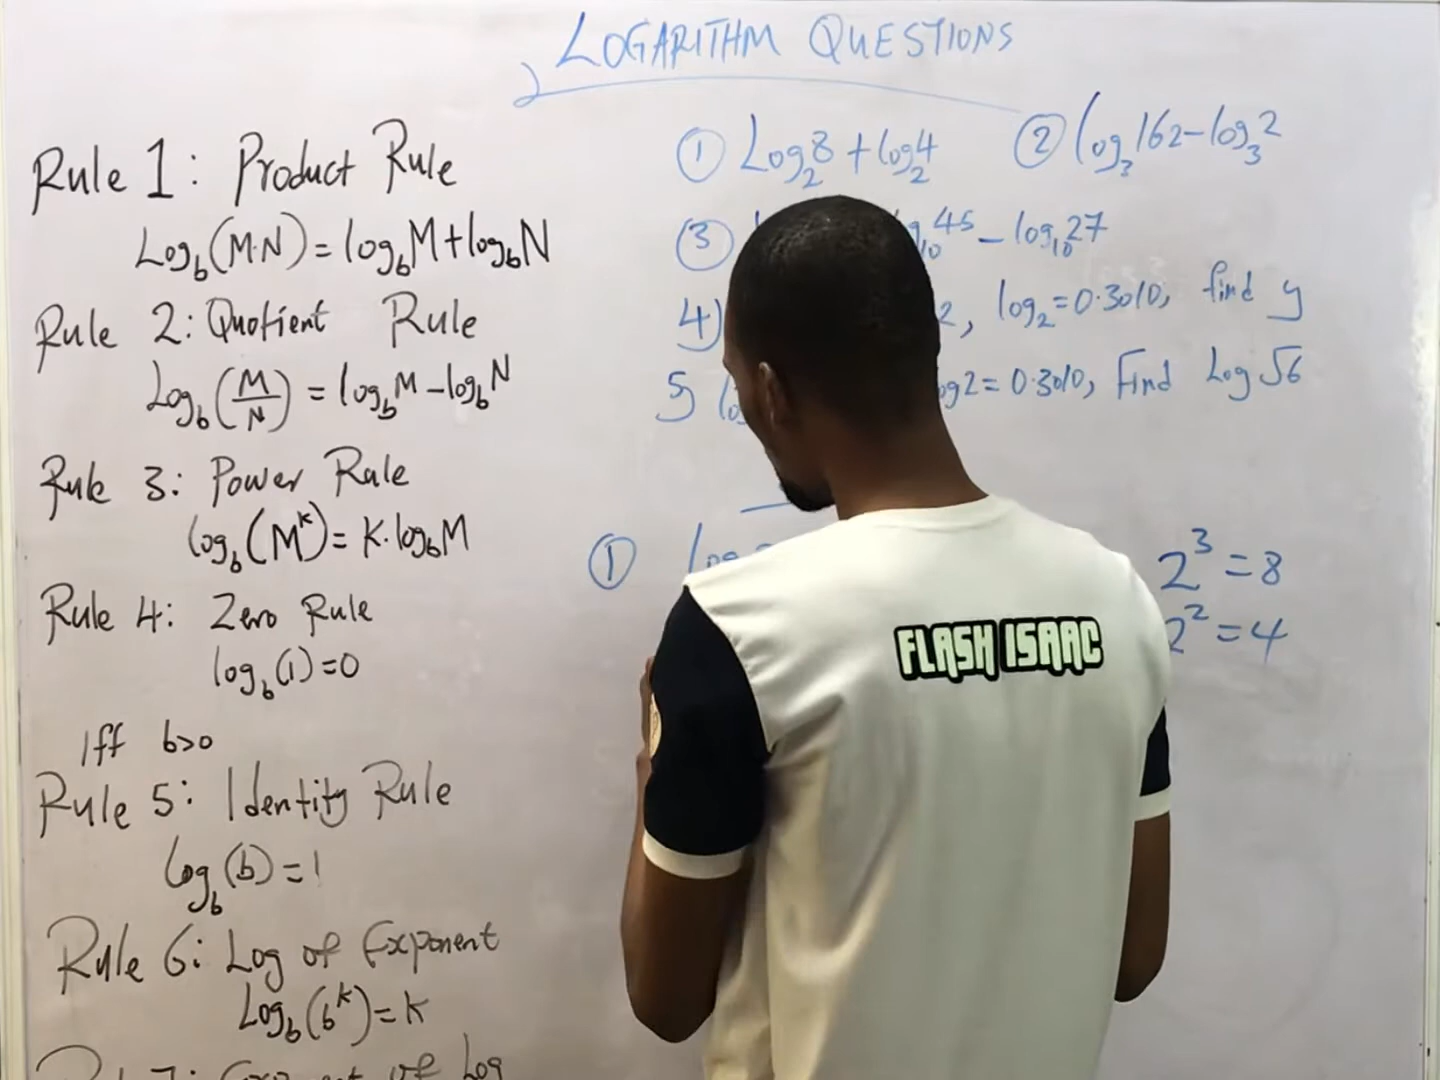 LOGARITHM QUESTIONS
Rule 1: Product Rule
Log_b(M·N) = log_b M + log_b N
Rule 2: Quotient Rule
Log_b(M/N) = log_b M - log_b N
Rule 3: Power Rule
log_b(M^k) = K·log_b M
Rule 4: Zero Rule
log_b(1)=0
Iff b>0
Rule 5: Identity Rule
Log_b(b)=1
Rule 6: Log of Exponent
Log_b(b^k)=K
of Log
① Log_2 8 + log_2 4 ② Log_3 162 - log_3 2
③ 45 - log_10 27
4) 2, log_2 = 0.3010, find y
5 log2 = 0.3010, Find Log √6
① log 2^3 = 8
2^2 = 4
FLASH ISAAC